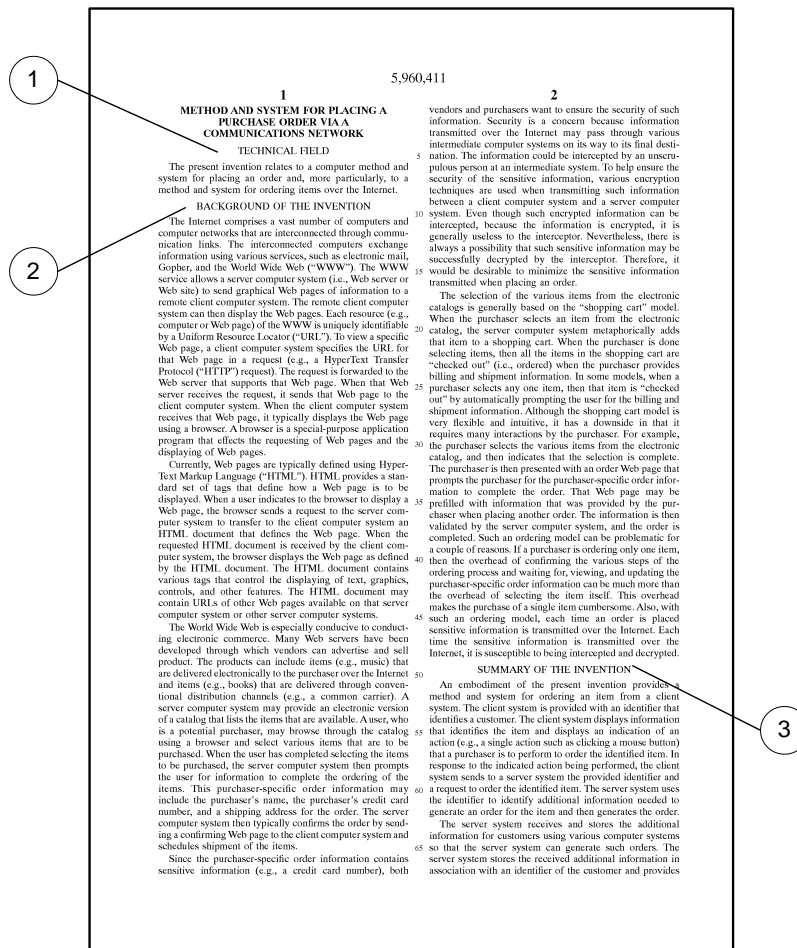 5,960,411
1
METHOD AND SYSTEM FOR PLACING A
PURCHASE ORDER VIA A
COMMUNICATIONS NETWORK
TECHNICAL FIELD
The present invention relates to a computer method and
system for placing an order and, more particularly, to a
method and system for ordering items over the Internet.
BACKGROUND OF THE INVENTION
The Internet comprises a vast number of computers and
computer networks that are interconnected through commu-
nication links. The interconnected computers exchange
information using various services, such as electronic mail,
Gopher, and the World Wide Web ("WWW"). The WWW
service allows a server computer system (i.e., Web server or
Web site) to send graphical Web pages of information to a
remote client computer system. The remote client computer
system can then display the Web pages. Each resource (e.g.,
computer or Web page) of the WWW is uniquely identifiable
by a Uniform Resource Locator ("URL"). To view a specific
Web page, a client computer system specifies the URL for
that Web page in a request (e.g., a HyperText Transfer
Protocol ("HTTP") request). The request is forwarded to the
Web server that supports that Web page. When that Web
server receives the request, it sends that Web page to the
client computer system. When the client computer system
receives that Web page, it typically displays the Web page
using a browser. A browser is a special-purpose application
program that effects the requesting of Web pages and the
displaying of Web pages.
Currently, Web pages are typically defined using Hyper-
Text Markup Language ("HTML"). HTML provides a stan-
dard set of tags that define how a Web page is to be
displayed. When a user indicates to the browser to display a
Web page, the browser sends a request to the server com-
puter system to transfer to the client computer system an
HTML document that defines the Web page. When the
requested HTML document is received by the client com-
puter system, the browser displays the Web page as defined
by the HTML document. The HTML document contains
various tags that control the displaying of text, graphics,
controls, and other features. The HTML document may
contain URLs of other Web pages available on that server
computer system or other server computer systems.
The World Wide Web is especially conducive to conduct-
ing electronic commerce. Many Web servers have been
developed through which vendors can advertise and sell
product. The products can include items (e.g., music) that
are delivered electronically to the purchaser over the Internet
and items (e.g., books) that are delivered through conven-
tional distribution channels (e.g., a common carrier). A
server computer system may provide an electronic version
of a catalog that lists the items that are available. A user, who
is a potential purchaser, may browse through the catalog
using a browser and select various items that are to be
purchased. When the user has completed selecting the items
to be purchased, the server computer system then prompts
the user for information to complete the ordering of the
items. This purchaser-specific order information may
include the purchaser's name, the purchaser's credit card
number, and a shipping address for the order. The server
computer system then typically confirms the order by send-
ing a confirming Web page to the client computer system and
schedules shipment of the items.
Since the purchaser-specific order information contains
sensitive information (e.g., a credit card number), both
2
vendors and purchasers want to ensure the security of such
information. Security is a concern because information
transmitted over the Internet may pass through various
intermediate computer systems on its way to its final desti-
5 nation. The information could be intercepted by an unscru-
pulous person at an intermediate system. To help ensure the
security of the sensitive information, various encryption
techniques are used when transmitting such information
between a client computer system and a server computer
10 system. Even though such encrypted information can be
intercepted, because the information is encrypted, it is
generally useless to the interceptor. Nevertheless, there is
always a possibility that such sensitive information may be
successfully decrypted by the interceptor. Therefore, it
15 would be desirable to minimize the sensitive information
transmitted when placing an order.
The selection of the various items from the electronic
catalogs is generally based on the "shopping cart" model.
When the purchaser selects an item from the electronic
20 catalog, the server computer system metaphorically adds
that item to a shopping cart. When the purchaser is done
selecting items, then all the items in the shopping cart are
"checked out" (i.e., ordered) when the purchaser provides
billing and shipment information. In some models, when a
25 purchaser selects any one item, then that item is "checked
out" by automatically prompting the user for the billing and
shipment information. Although the shopping cart model is
very flexible and intuitive, it has a downside in that it
requires many interactions by the purchaser. For example,
30 the purchaser selects the various items from the electronic
catalog, and then indicates that the selection is complete.
The purchaser is then presented with an order Web page that
prompts the purchaser for the purchaser-specific order infor-
mation to complete the order. That Web page may be
35 prefilled with information that was provided by the pur-
chaser when placing another order. The information is then
validated by the server computer system, and the order is
completed. Such an ordering model can be problematic for
a couple of reasons. If a purchaser is ordering only one item,
40 then the overhead of confirming the various steps of the
ordering process and waiting for, viewing, and updating the
purchaser-specific order information can be much more than
the overhead of selecting the item itself. This overhead
makes the purchase of a single item cumbersome. Also, with
45 such an ordering model, each time an order is placed
sensitive information is transmitted over the Internet. Each
time the sensitive information is transmitted over the
Internet, it is susceptible to being intercepted and decrypted.
SUMMARY OF THE INVENTION
50
An embodiment of the present invention provides a
method and system for ordering an item from a client
system. The client system is provided with an identifier that
identifies a customer. The client system displays information
55 that identifies the item and displays an indication of an
action (e.g., a single action such as clicking a mouse button)
that a purchaser is to perform to order the identified item. In
response to the indicated action being performed, the client
system sends to a server system the provided identifier and
60 a request to order the identified item. The server system uses
the identifier to identify additional information needed to
generate an order for the item and then generates the order.
The server system receives and stores the additional
information for customers using various computer systems
65 so that the server system can generate such orders. The
server system stores the received additional information in
association with an identifier of the customer and provides
1
2
3